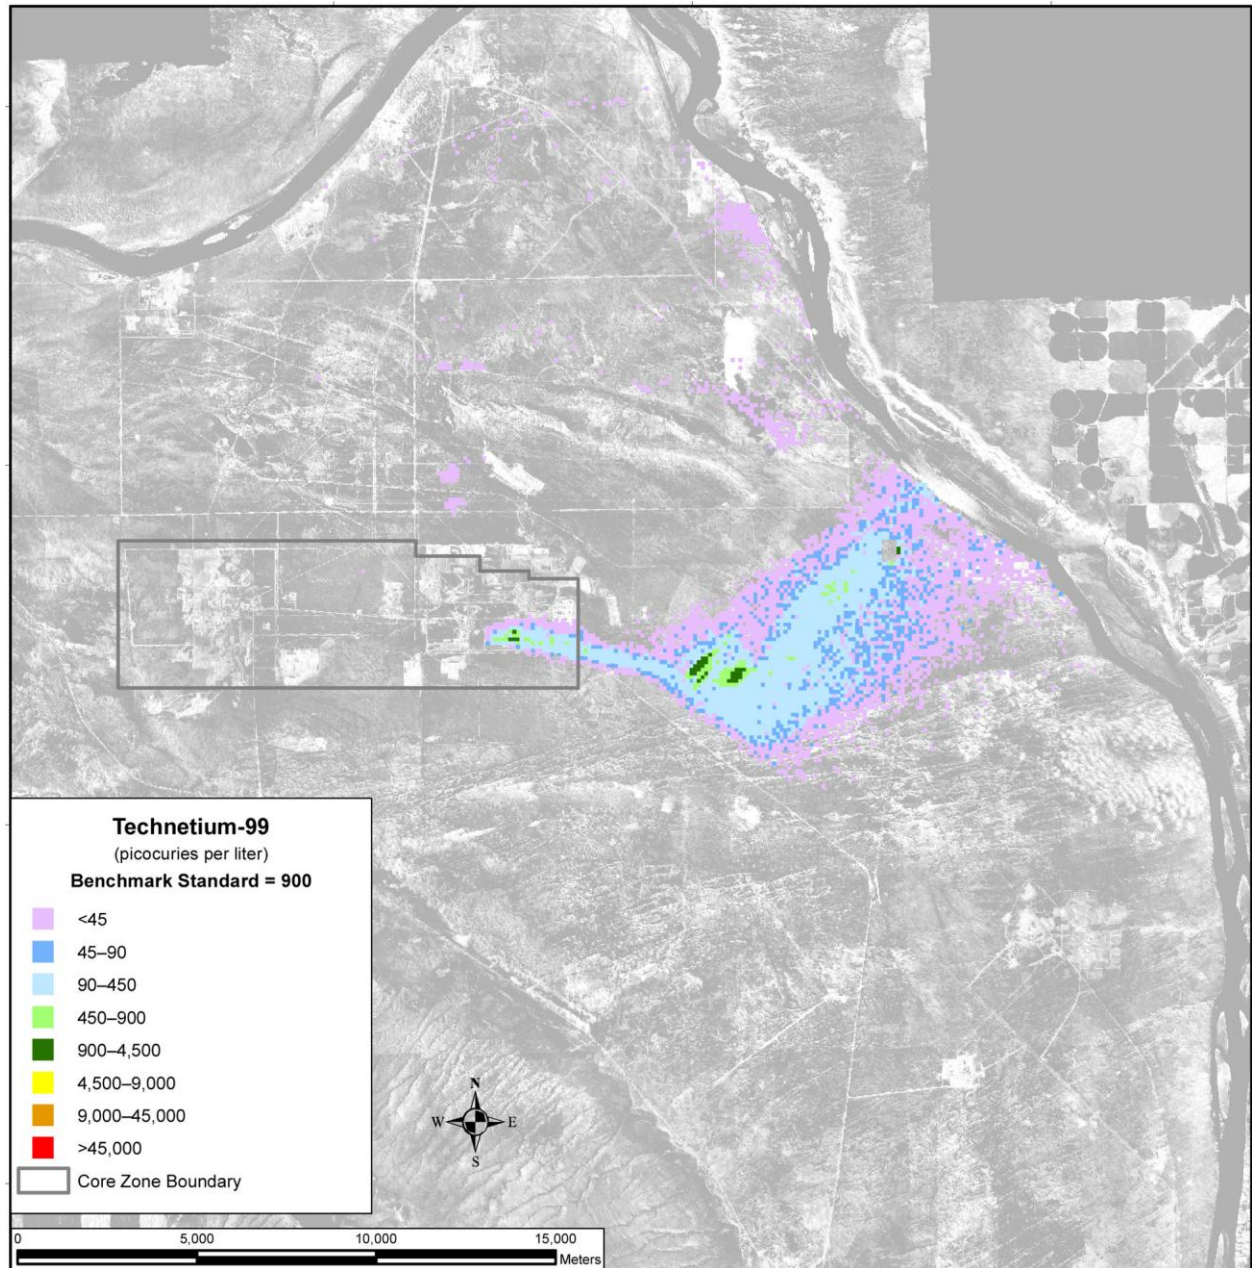 Technetium-99
(picocuries per liter)
Benchmark Standard = 900
<45
45–90
90–450
450–900
900–4,500
4,500–9,000
9,000–45,000
>45,000
Core Zone Boundary
N
W E
S
0 5,000 10,000 15,000
Meters